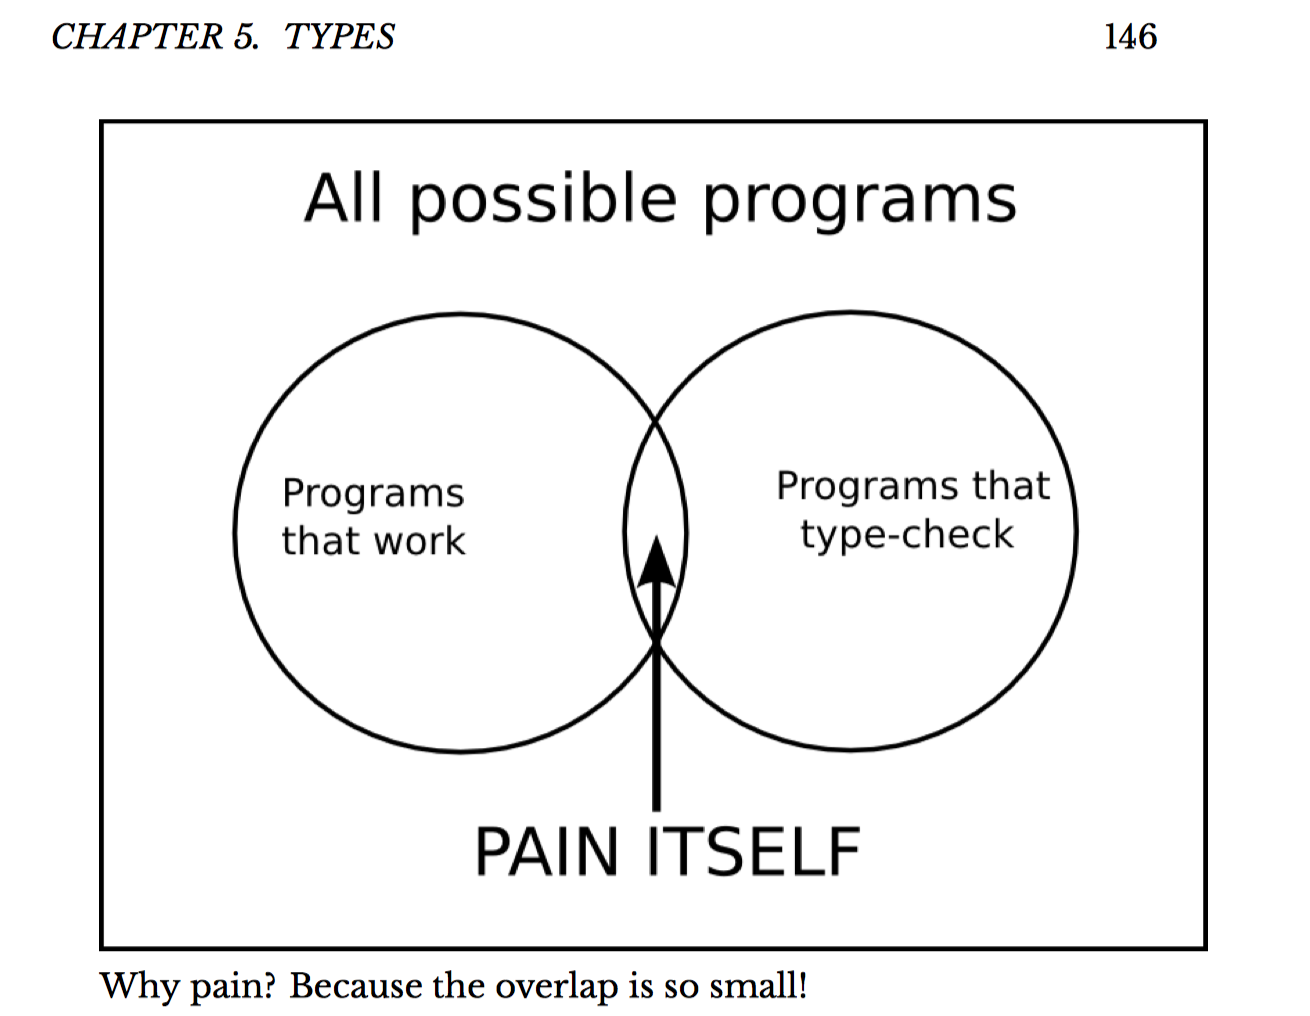 CHAPTER 5. TYPES 146
All possible programs
Programs
that work
Programs that
type-check
PAIN ITSELF
Why pain? Because the overlap is so small!